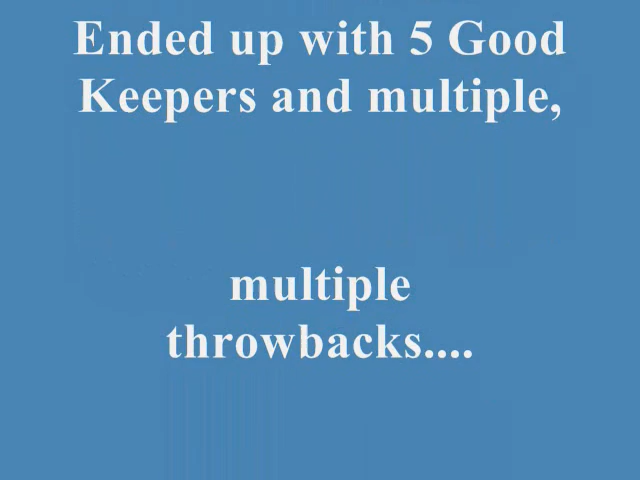 Ended up with 5 Good
Keepers and multiple,
multiple
throwbacks....